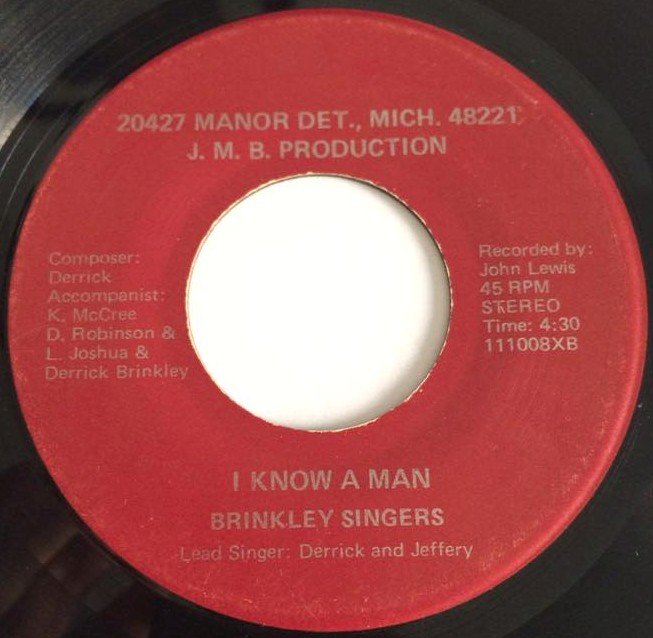 20427 MANOR DET., MICH. 48221
J. M. B. PRODUCTION
Composer:
Derrick
Accompanist:
K. McCree
D. Robinson &
L. Joshua &
Derrick Brinkley
Recorded by:
John Lewis
45 RPM
STEREO
Time: 4:30
111008XB
I KNOW A MAN
BRINKLEY SINGERS
Lead Singer: Derrick and Jeffery